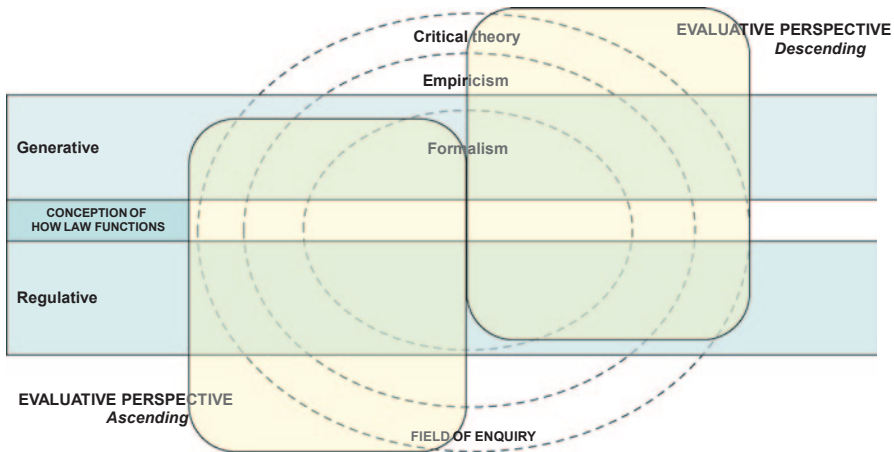 Critical theory
EVALUATIVE PERSPECTIVE
Descending
Empiricism
Generative
Formalism
CONCEPTION OF
HOW LAW FUNCTIONS
Regulative
EVALUATIVE PERSPECTIVE
Ascending
FIELD OF ENQUIRY